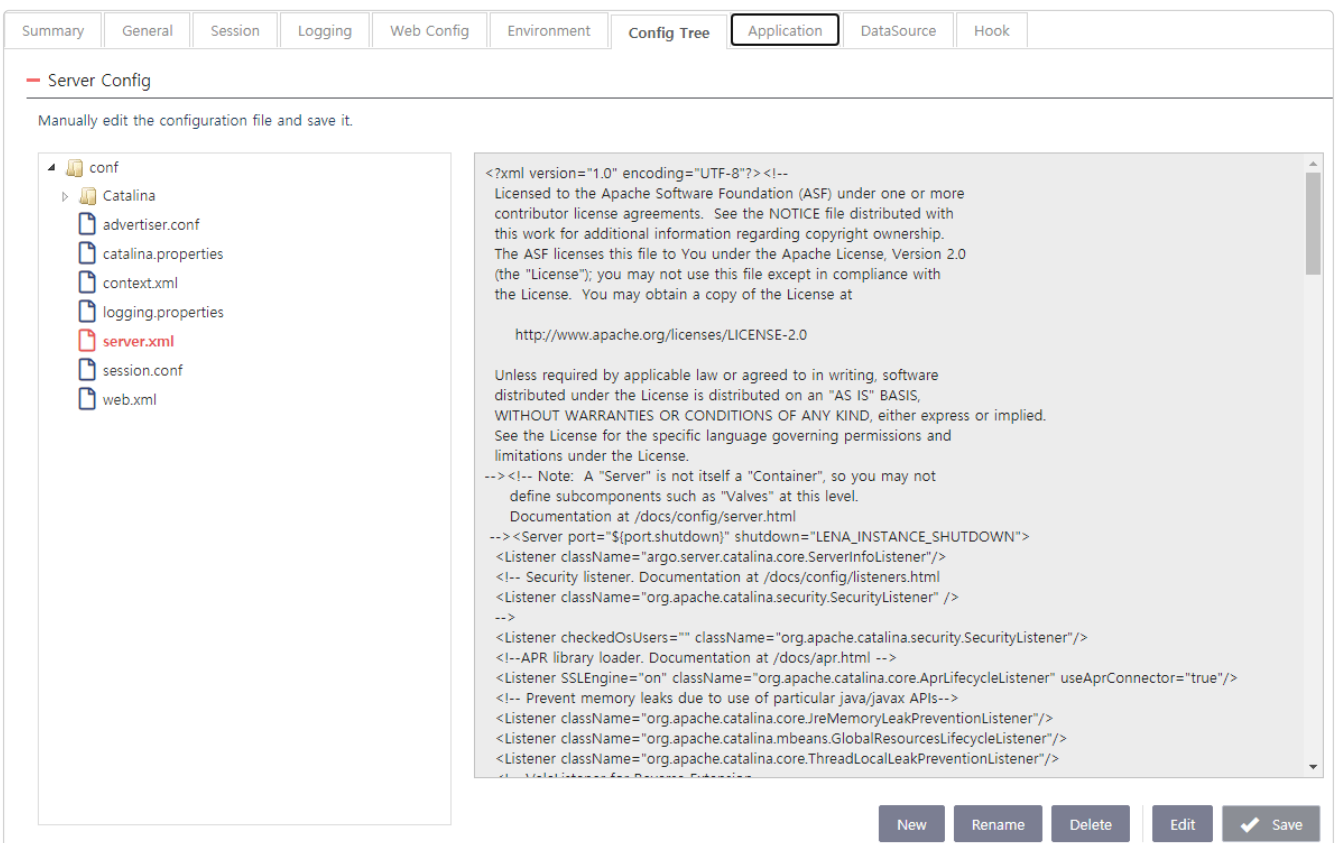 Summary General Session Logging Web Config Environment Config Tree Application DataSource Hook
Server Config
Manually edit the configuration file and save it.
conf
Catalina
advertiser.conf
catalina.properties
context.xml
logging.properties
server.xml
session.conf
web.xml
<?xml version="1.0" encoding="UTF-8"?><!--
Licensed to the Apache Software Foundation (ASF) under one or more
contributor license agreements.  See the NOTICE file distributed with
this work for additional information regarding copyright ownership.
The ASF licenses this file to You under the Apache License, Version 2.0
(the "License"); you may not use this file except in compliance with
the License.  You may obtain a copy of the License at
http://www.apache.org/licenses/LICENSE-2.0
Unless required by applicable law or agreed to in writing, software
distributed under the License is distributed on an "AS IS" BASIS,
WITHOUT WARRANTIES OR CONDITIONS OF ANY KIND, either express or implied.
See the License for the specific language governing permissions and
limitations under the License.
--><!-- Note:  A "Server" is not itself a "Container", so you may not
define subcomponents such as "Valves" at this level.
Documentation at /docs/config/server.html
--><Server port="${port.shutdown}" shutdown="LENA_INSTANCE_SHUTDOWN">
<Listener className="argo.server.catalina.core.ServerInfoListener"/>
<!-- Security listener. Documentation at /docs/config/listeners.html
<Listener className="org.apache.catalina.security.SecurityListener" />
-->
<Listener checkedOsUsers="" className="org.apache.catalina.security.SecurityListener"/>
<!--APR library loader. Documentation at /docs/apr.html -->
<Listener SSLEngine="on" className="org.apache.catalina.core.AprLifecycleListener" useAprConnector="true"/>
<!-- Prevent memory leaks due to use of particular java/javax APIs-->
<Listener className="org.apache.catalina.core.JreMemoryLeakPreventionListener"/>
<Listener className="org.apache.catalina.mbeans.GlobalResourcesLifecycleListener"/>
<Listener className="org.apache.catalina.core.ThreadLocalLeakPreventionListener"/>
New Rename Delete Edit Save